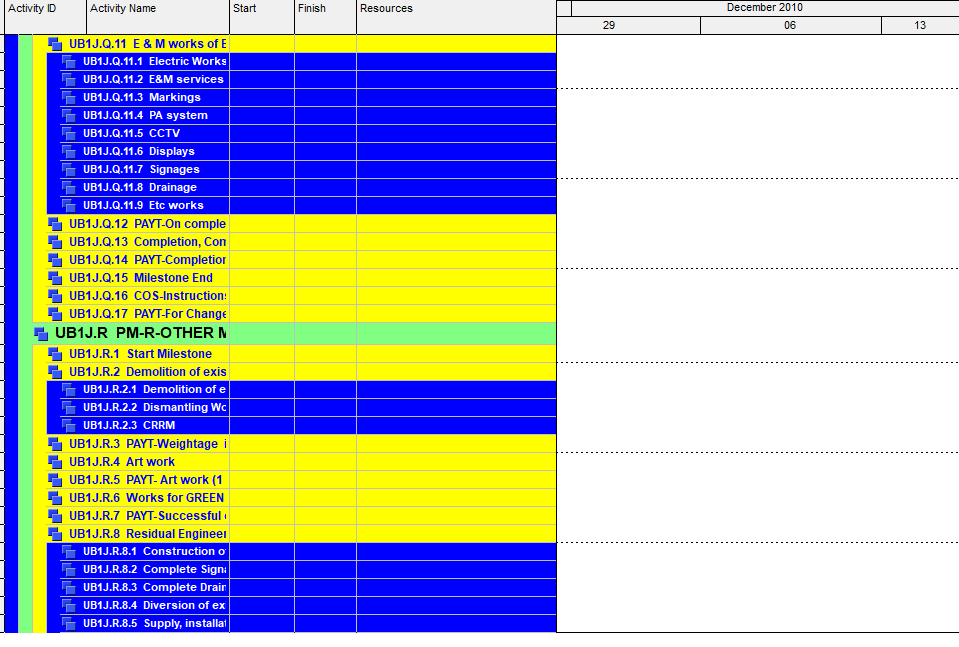 Activity ID Activity Name Start Finish Resources December 2010
29 06 13
UB1J.Q.11 E & M works of E
UB1J.Q.11.1 Electric Works
UB1J.Q.11.2 E&M services
UB1J.Q.11.3 Markings
UB1J.Q.11.4 PA system
UB1J.Q.11.5 CCTV
UB1J.Q.11.6 Displays
UB1J.Q.11.7 Signages
UB1J.Q.11.8 Drainage
UB1J.Q.11.9 Etc works
UB1J.Q.12 PAYT-On comple
UB1J.Q.13 Completion, Com
UB1J.Q.14 PAYT-Completion
UB1J.Q.15 Milestone End
UB1J.Q.16 COS-Instructions
UB1J.Q.17 PAYT-For Change
UB1J.R PM-R-OTHER M
UB1J.R.1 Start Milestone
UB1J.R.2 Demolition of exis
UB1J.R.2.1 Demolition of e
UB1J.R.2.2 Dismantling Wo
UB1J.R.2.3 CRRM
UB1J.R.3 PAYT-Weightage i
UB1J.R.4 Art work
UB1J.R.5 PAYT- Art work (1
UB1J.R.6 Works for GREEN
UB1J.R.7 PAYT-Successful
UB1J.R.8 Residual Engineer
UB1J.R.8.1 Construction of
UB1J.R.8.2 Complete Signa
UB1J.R.8.3 Complete Drain
UB1J.R.8.4 Diversion of ex
UB1J.R.8.5 Supply, installat